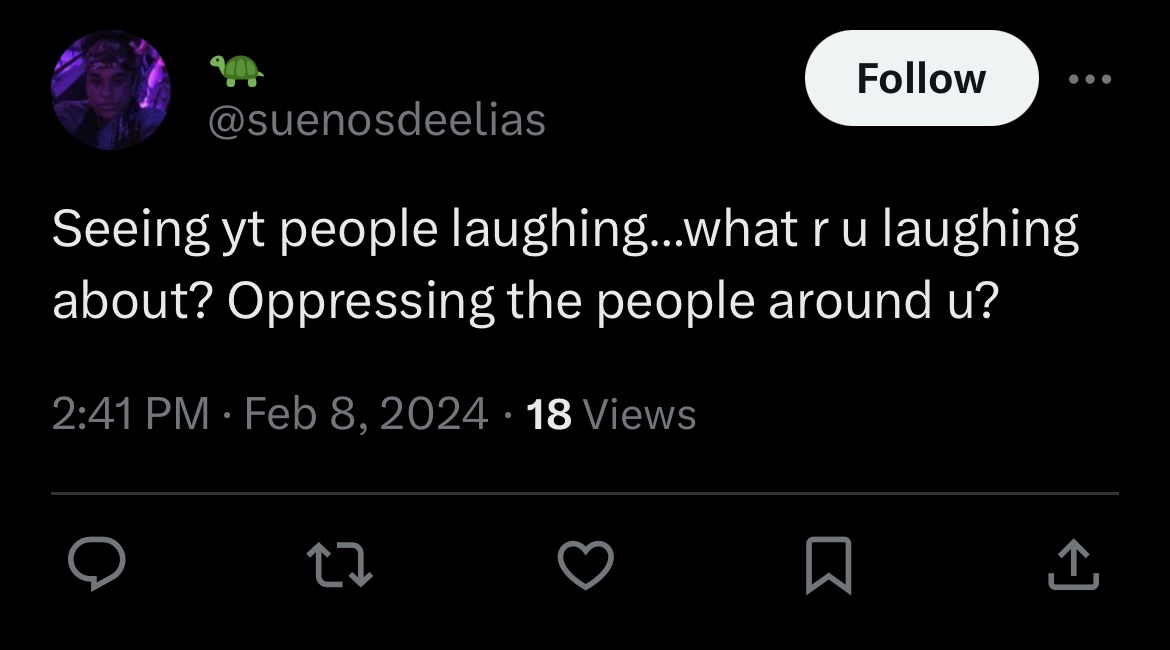 🐢
Follow
@suenosdeelias
Seeing yt people laughing...what r u laughing
about? Oppressing the people around u?
2:41 PM · Feb 8, 2024 · 18 Views